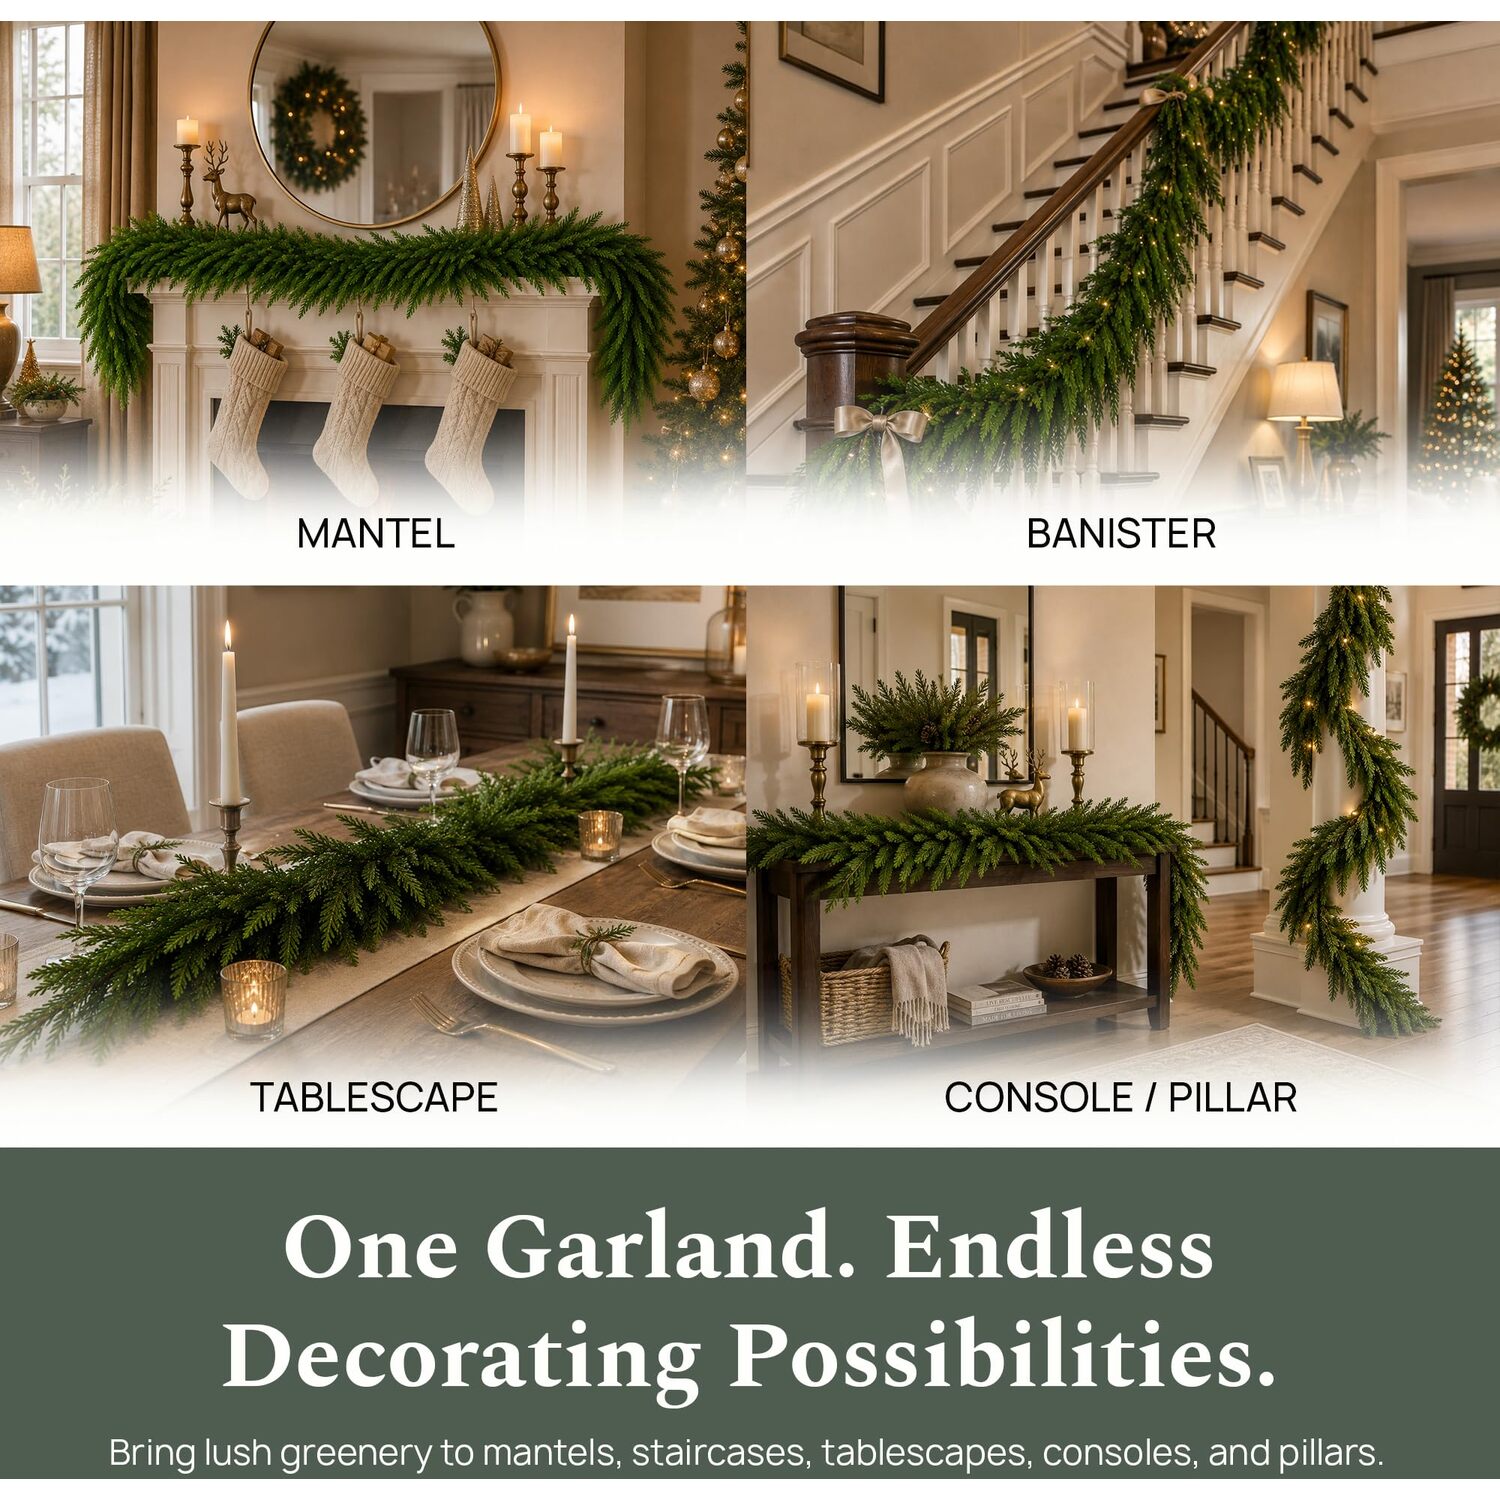 MANTEL
BANISTER
TABLESCAPE
CONSOLE / PILLAR
One Garland. Endless
Decorating Possibilities.
Bring lush greenery to mantels, staircases, tablescapes, consoles, and pillars.